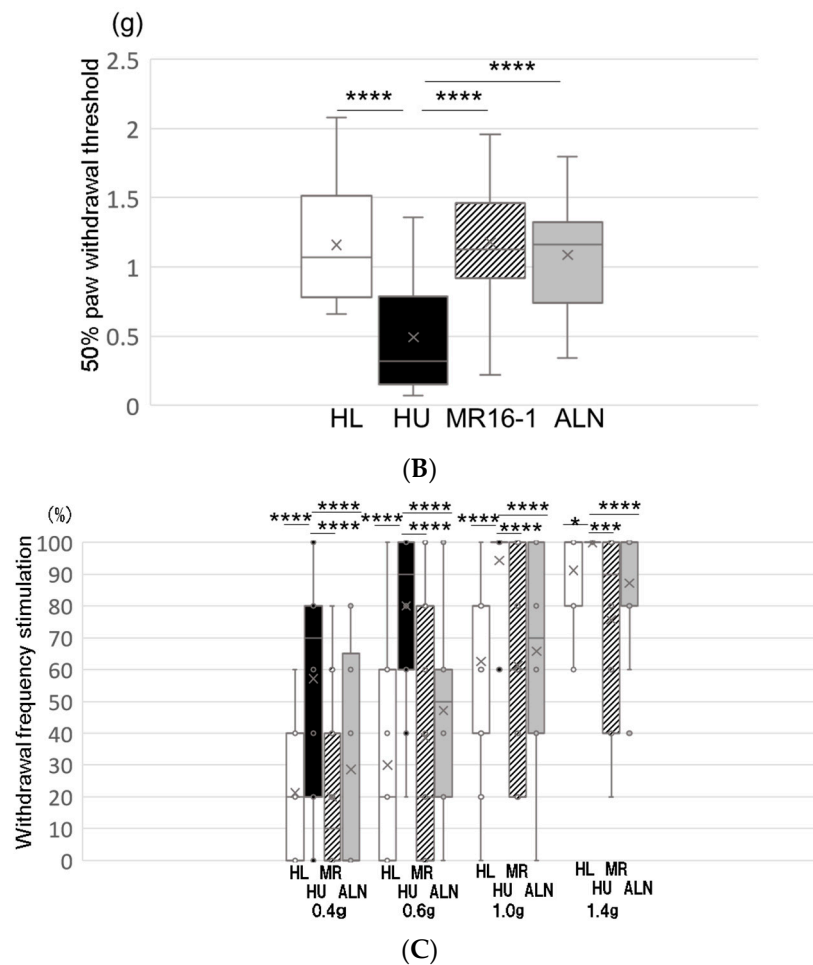 (g)
50% paw withdrawal threshold
2.5
2
1.5
1
0.5
0
****
****
****
HL HU MR16-1 ALN
(B)
(%)
Withdrawal frequency stimulation
100
90
80
70
60
50
40
30
20
10
0
**** **** **** ****
**** **** **** **** * ***
**** ****
HL MR HL MR HL MR HL MR
HU ALN HU ALN HU ALN HU ALN
0.4g 0.6g 1.0g 1.4g
(C)